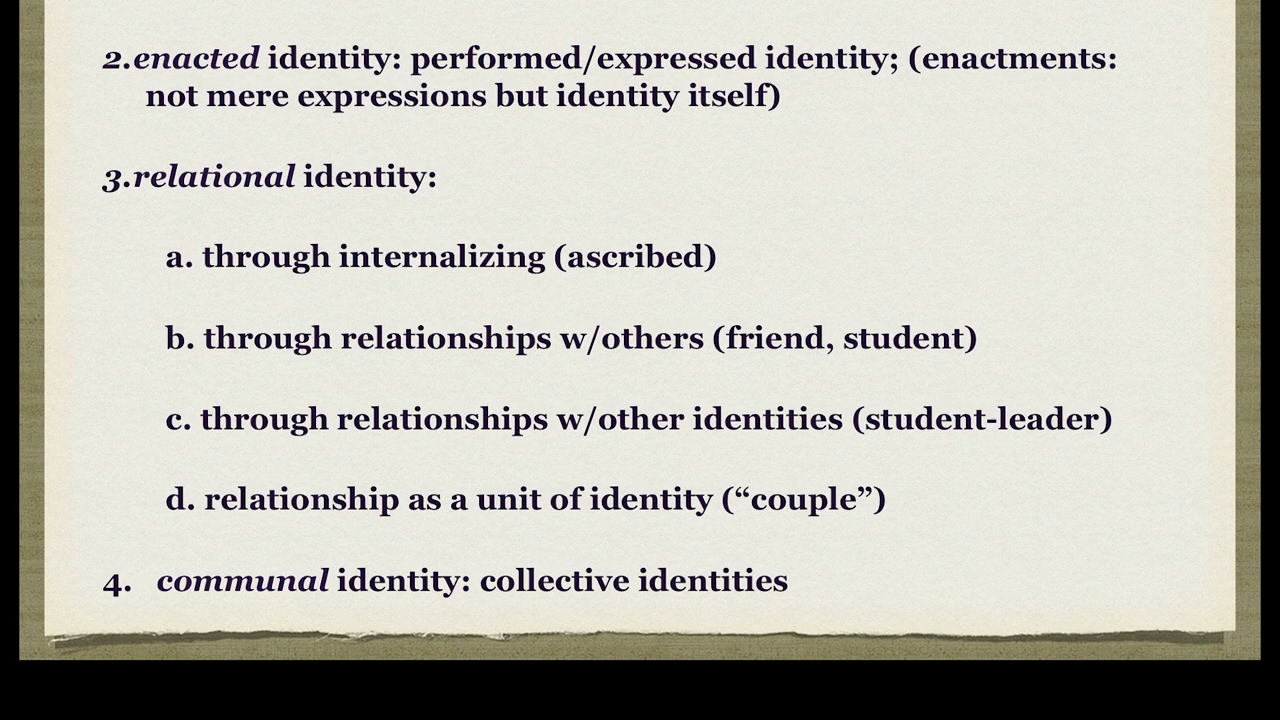 2.enacted identity: performed/expressed identity; (enactments:
not mere expressions but identity itself)
3.relational identity:
a. through internalizing (ascribed)
b. through relationships w/others (friend, student)
c. through relationships w/other identities (student-leader)
d. relationship as a unit of identity (“couple”)
4. communal identity: collective identities